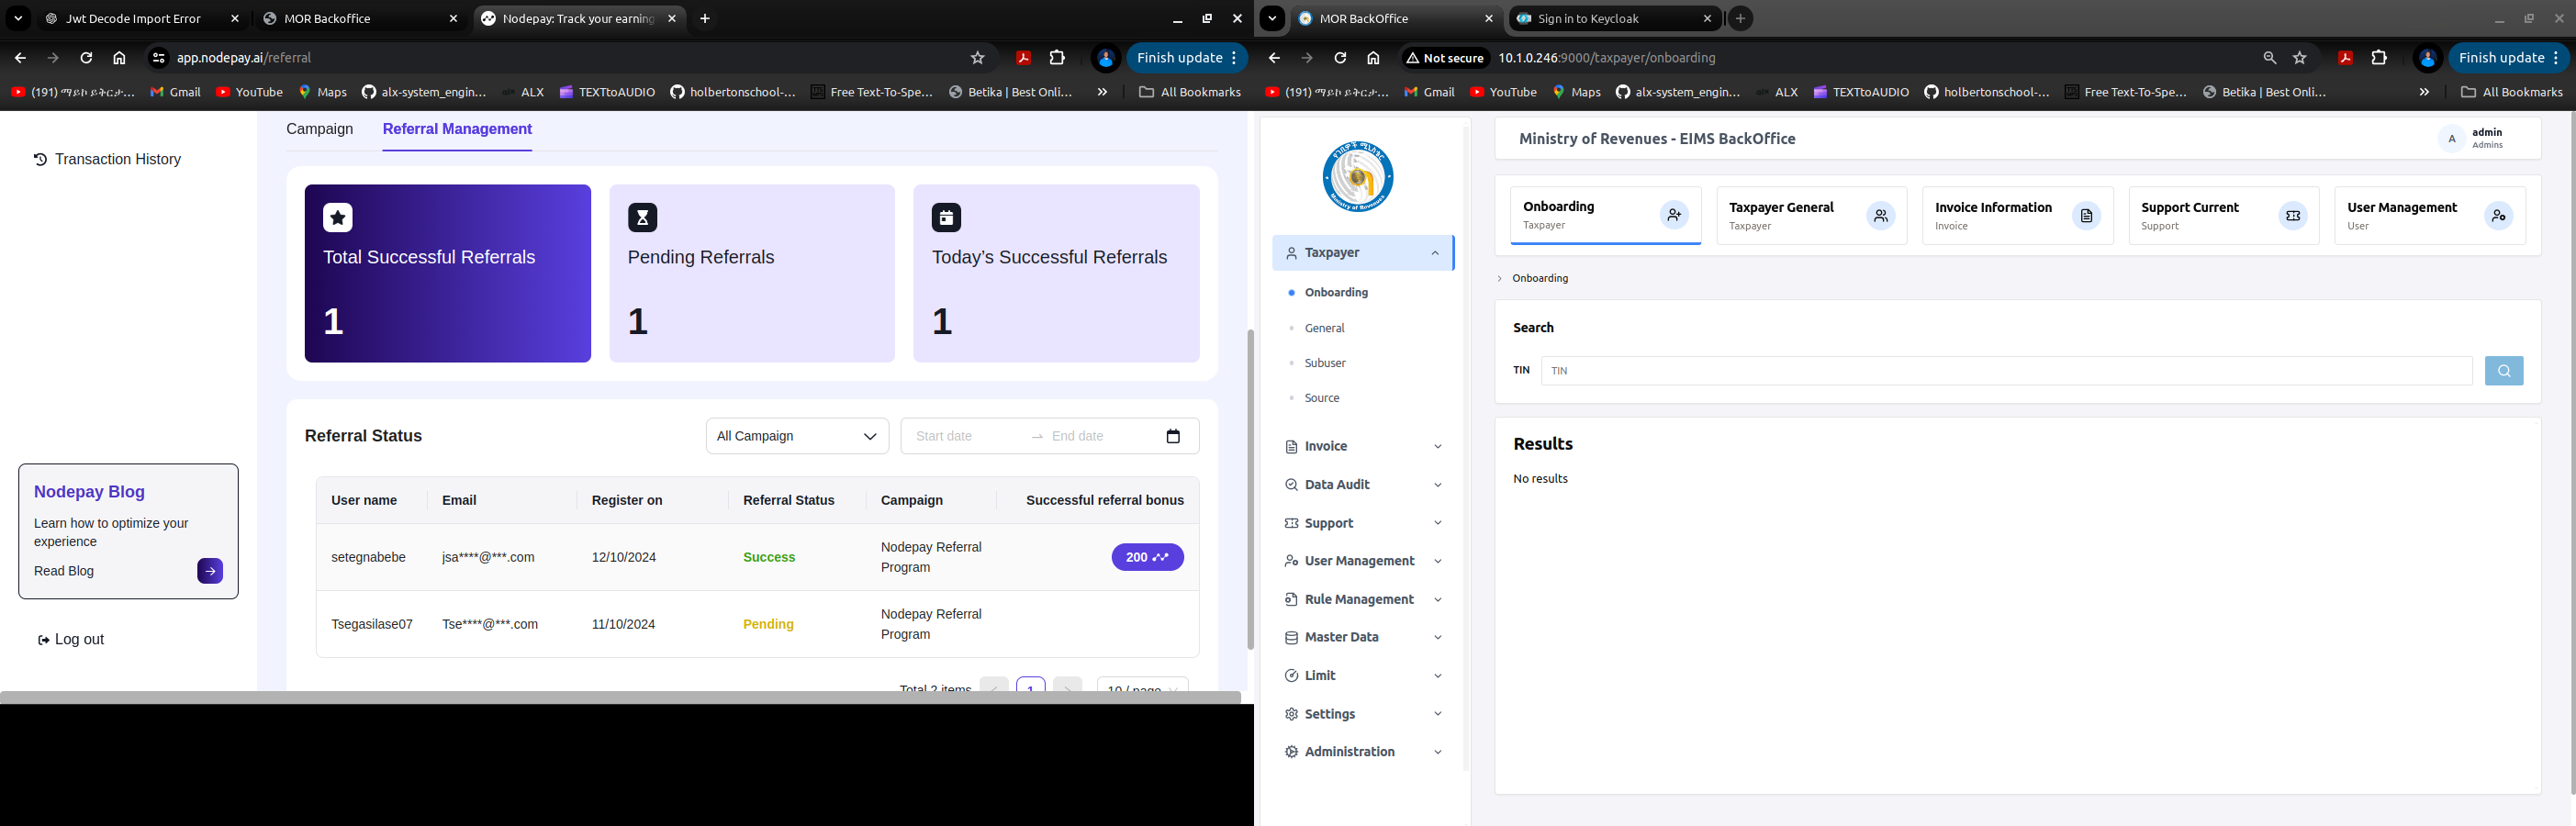 Jwt Decode Import Error
MOR Backoffice
Nodepay: Track your earning
app.nodepay.ai/referral
Finish update
(191) ማይኮ ይቅርታ...
Gmail
YouTube
Maps
alx-system_engin...
ALX
TEXTtoAUDIO
holbertonschool-...
Free Text-To-Spe...
Betika | Best Onli...
All Bookmarks
Transaction History
Nodepay Blog
Learn how to optimize your
experience
Read Blog
Log out
Campaign
Referral Management
Total Successful Referrals
1
Pending Referrals
1
Today’s Successful Referrals
1
Referral Status
All Campaign
Start date
End date
User name
Email
Register on
Referral Status
Campaign
Successful referral bonus
setegnabebe
jsa****@***.com
12/10/2024
Success
Nodepay Referral
Program
200
Tsegasilase07
Tse****@***.com
11/10/2024
Pending
Nodepay Referral
Program
Total 2 items
1
10 / page
MOR BackOffice
Sign in to Keycloak
Not secure
10.1.0.246:9000/taxpayer/onboarding
Finish update
(191) ማይኮ ይቅርታ...
Gmail
YouTube
Maps
alx-system_engin...
ALX
TEXTtoAUDIO
holbertonschool-...
Free Text-To-Spe...
Betika | Best Onli...
All Bookmarks
የገቢዎች ሚኒስቴር
Ministry of Revenues
Taxpayer
Onboarding
General
Subuser
Source
Invoice
Data Audit
Support
User Management
Rule Management
Master Data
Limit
Settings
Administration
Ministry of Revenues - EIMS BackOffice
A
admin
Admins
Onboarding
Taxpayer
Taxpayer General
Taxpayer
Invoice Information
Invoice
Support Current
Support
User Management
User
Onboarding
Search
TIN
TIN
Results
No results